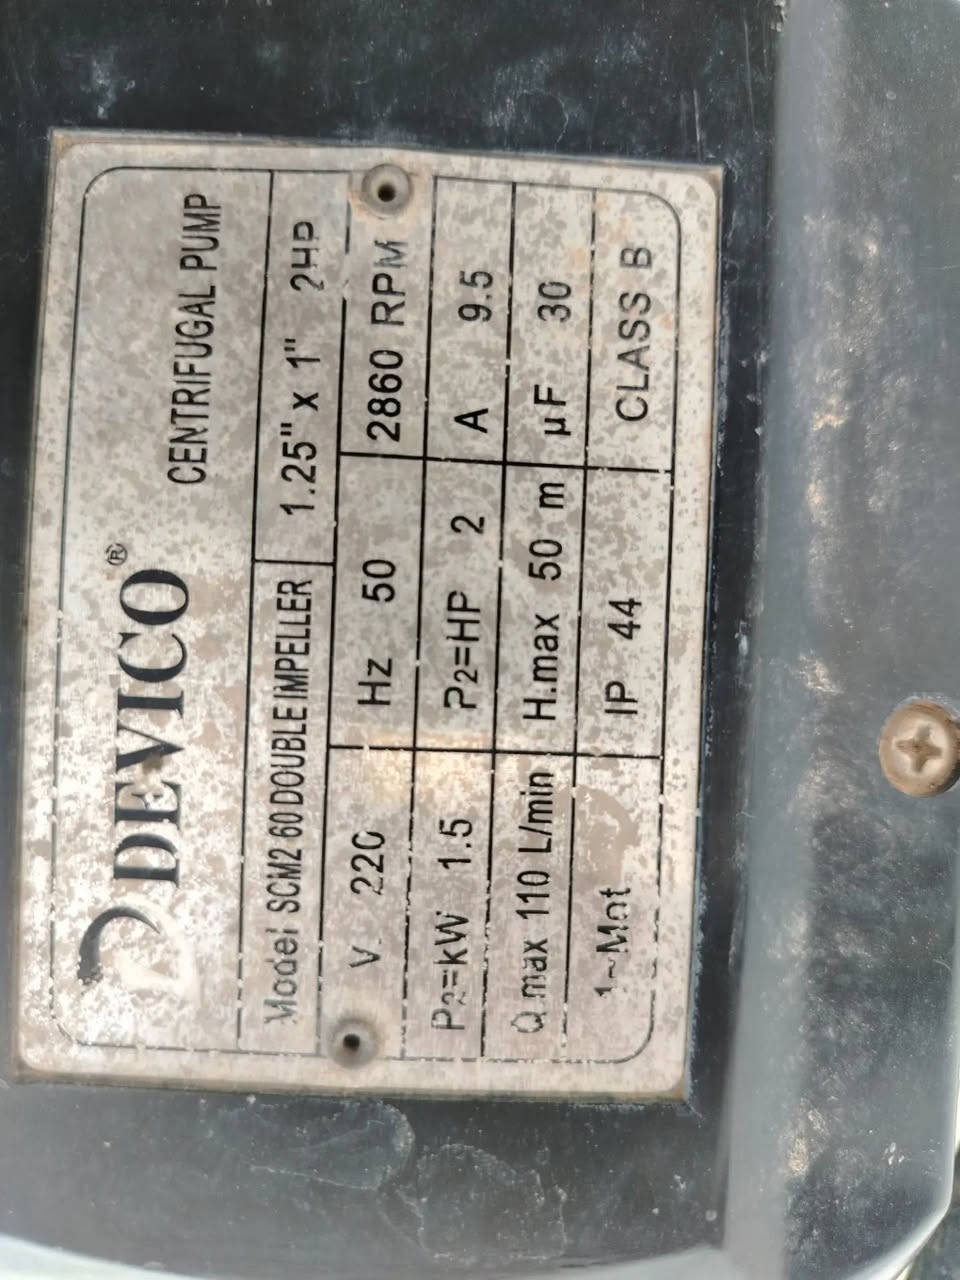 DEVICO®
CENTRIFUGAL PUMP
Model SCM2 60 DOUBLE IMPELLER 1.25" x 1" 2HP
V 220 Hz 50 2860 RPM
P2=kW 1.5 P2=HP 2 A 9.5
Q.max 110 L/min H.max 50 m µF 30
1~Mot IP 44 CLASS B